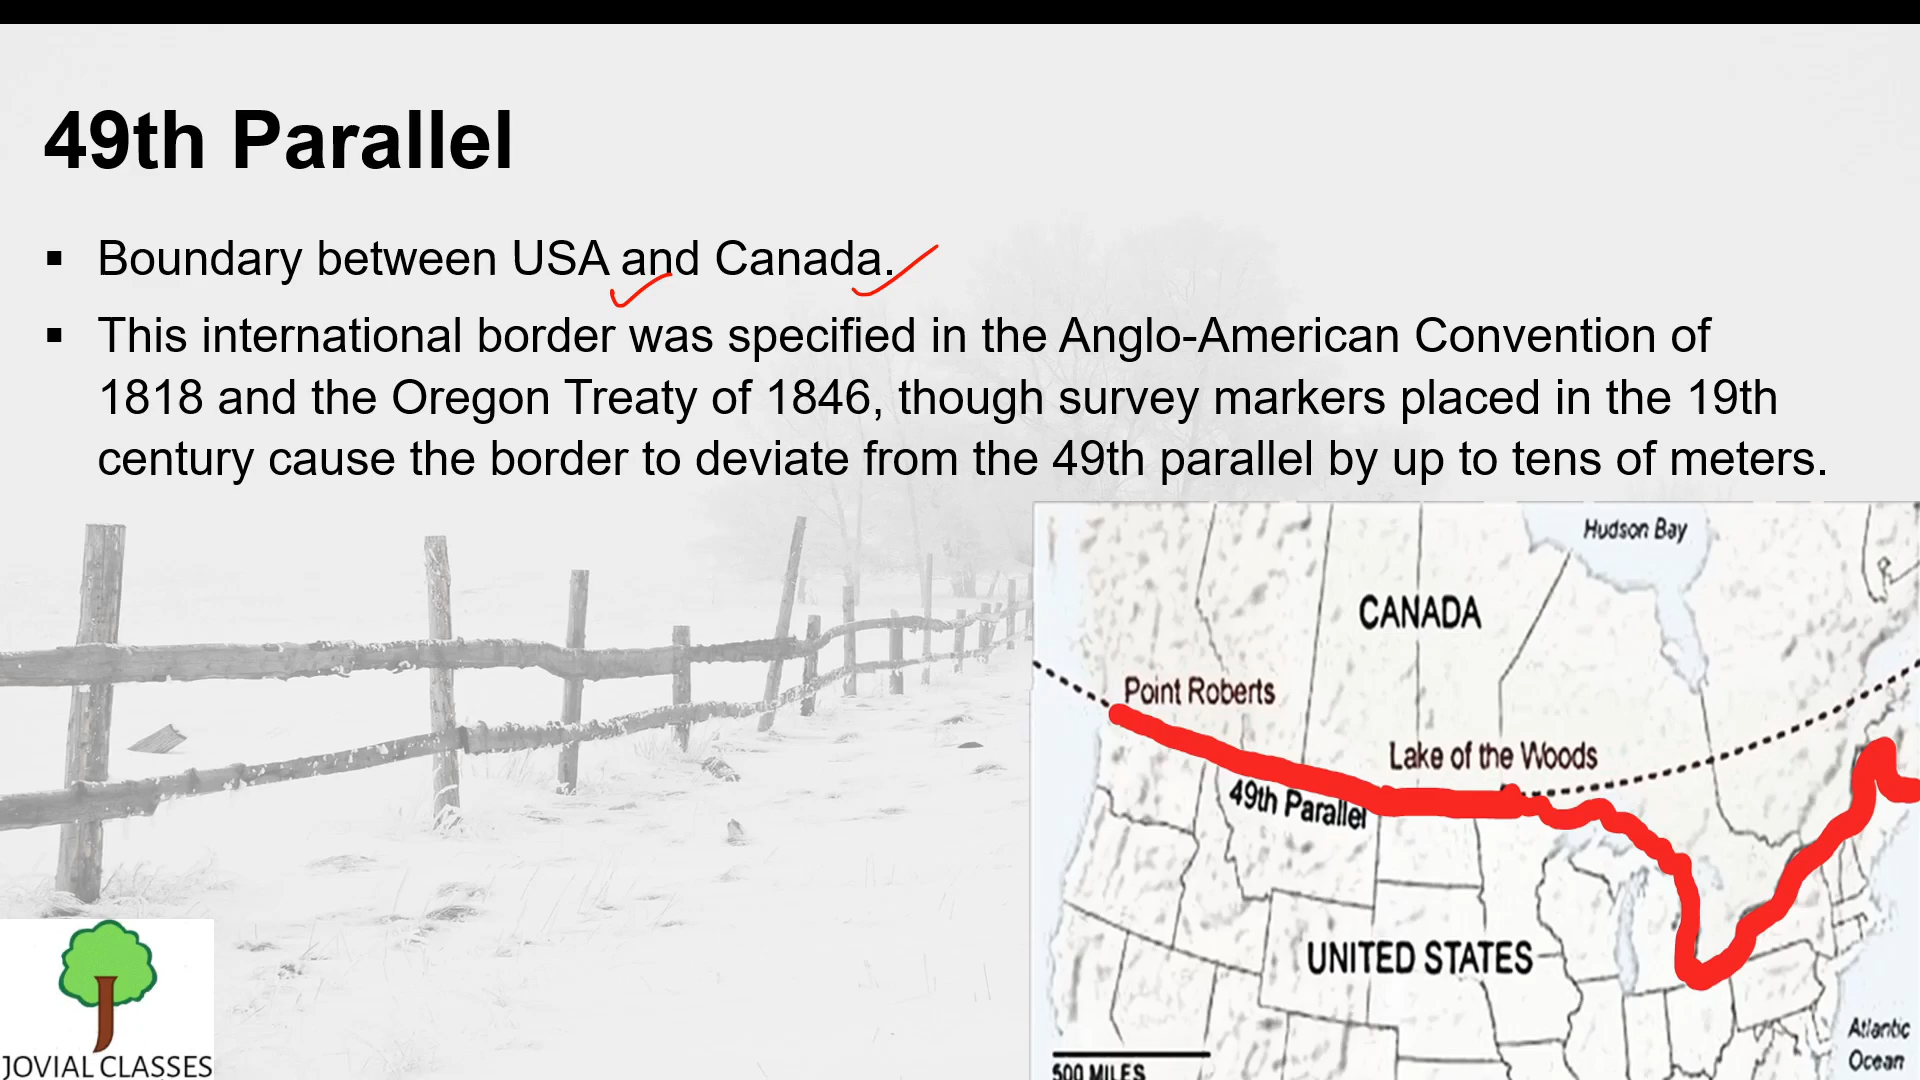 49th Parallel
▪ Boundary between USA and Canada.
▪ This international border was specified in the Anglo-American Convention of
1818 and the Oregon Treaty of 1846, though survey markers placed in the 19th
century cause the border to deviate from the 49th parallel by up to tens of meters.
Hudson Bay
CANADA
Point Roberts
Lake of the Woods
49th Parallel
UNITED STATES
Atlantic
Ocean
500 MILES
JOVIAL CLASSES